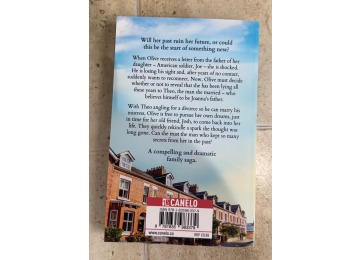 Will her past ruin her future, or could
this be the start of something new?
When Olive receives a letter from the father of her
daughter – American soldier, Joe – she is shocked.
He is losing his sight and, after years of no contact,
suddenly wants to reconnect. Now, Olive must decide
whether or not to reveal that she has been lying all
these years to Theo, the man she married – who
believes himself to be Joanna's father.
With Theo angling for a divorce so he can marry his
mistress, Olive is free to pursue her own dreams, just
in time for her old friend, Josh, to come back into her
life. They quickly rekindle a spark she thought was
long gone. Can she trust the man who kept so many
secrets from her in the past?
A compelling and dramatic
family saga.
CANELO
www.canelo.co